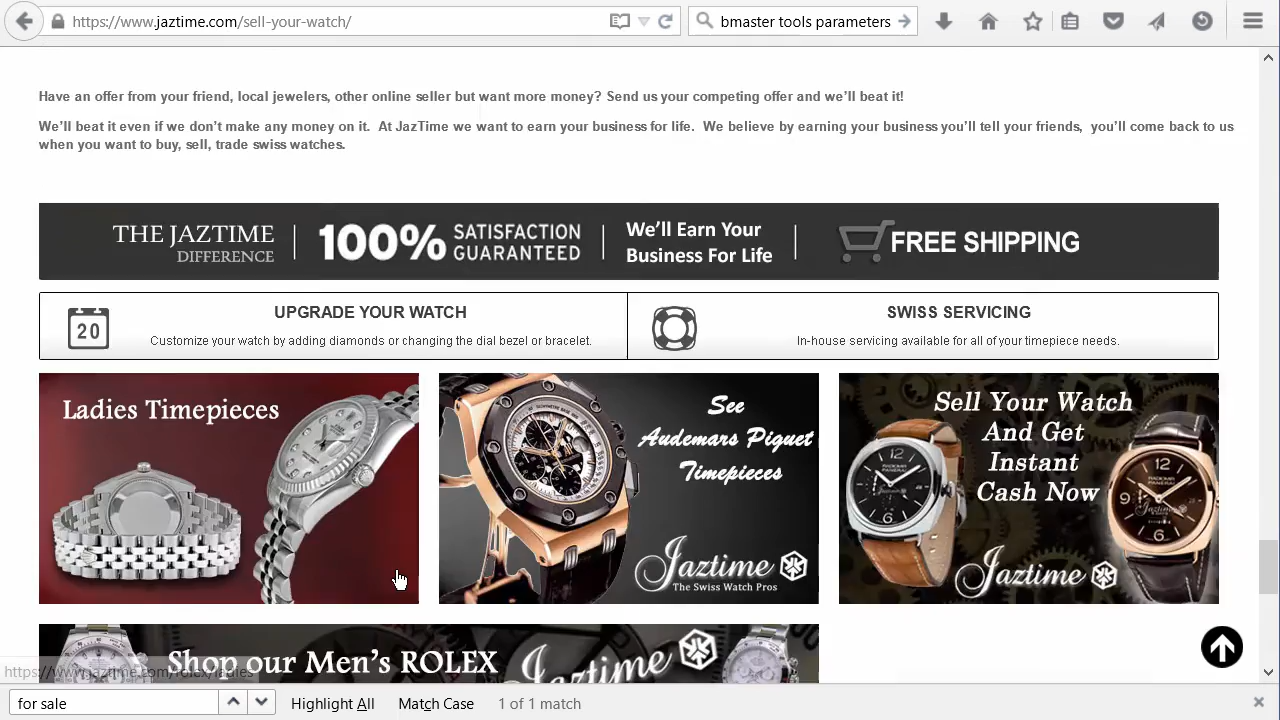 https://www.jaztime.com/sell-your-watch/
bmaster tools parameters
Have an offer from your friend, local jewelers, other online seller but want more money? Send us your competing offer and we'll beat it!
We'll beat it even if we don't make any money on it. At JazTime we want to earn your business for life. We believe by earning your business you'll tell your friends, you'll come back to us
when you want to buy, sell, trade swiss watches.
THE JAZTIME
DIFFERENCE
100% SATISFACTION
GUARANTEED
We'll Earn Your
Business For Life
FREE SHIPPING
20
UPGRADE YOUR WATCH
Customize your watch by adding diamonds or changing the dial bezel or bracelet.
SWISS SERVICING
In-house servicing available for all of your timepiece needs.
Ladies Timepieces
See
Audemars Piquet
Timepieces
Jaztime
The Swiss Watch Pros
Sell Your Watch
And Get
Instant
Cash Now
Jaztime
Shop our Men's ROLEX
Jaztime
https://www.jaztime.com/rolex/ladies
for sale
Highlight All
Match Case
1 of 1 match